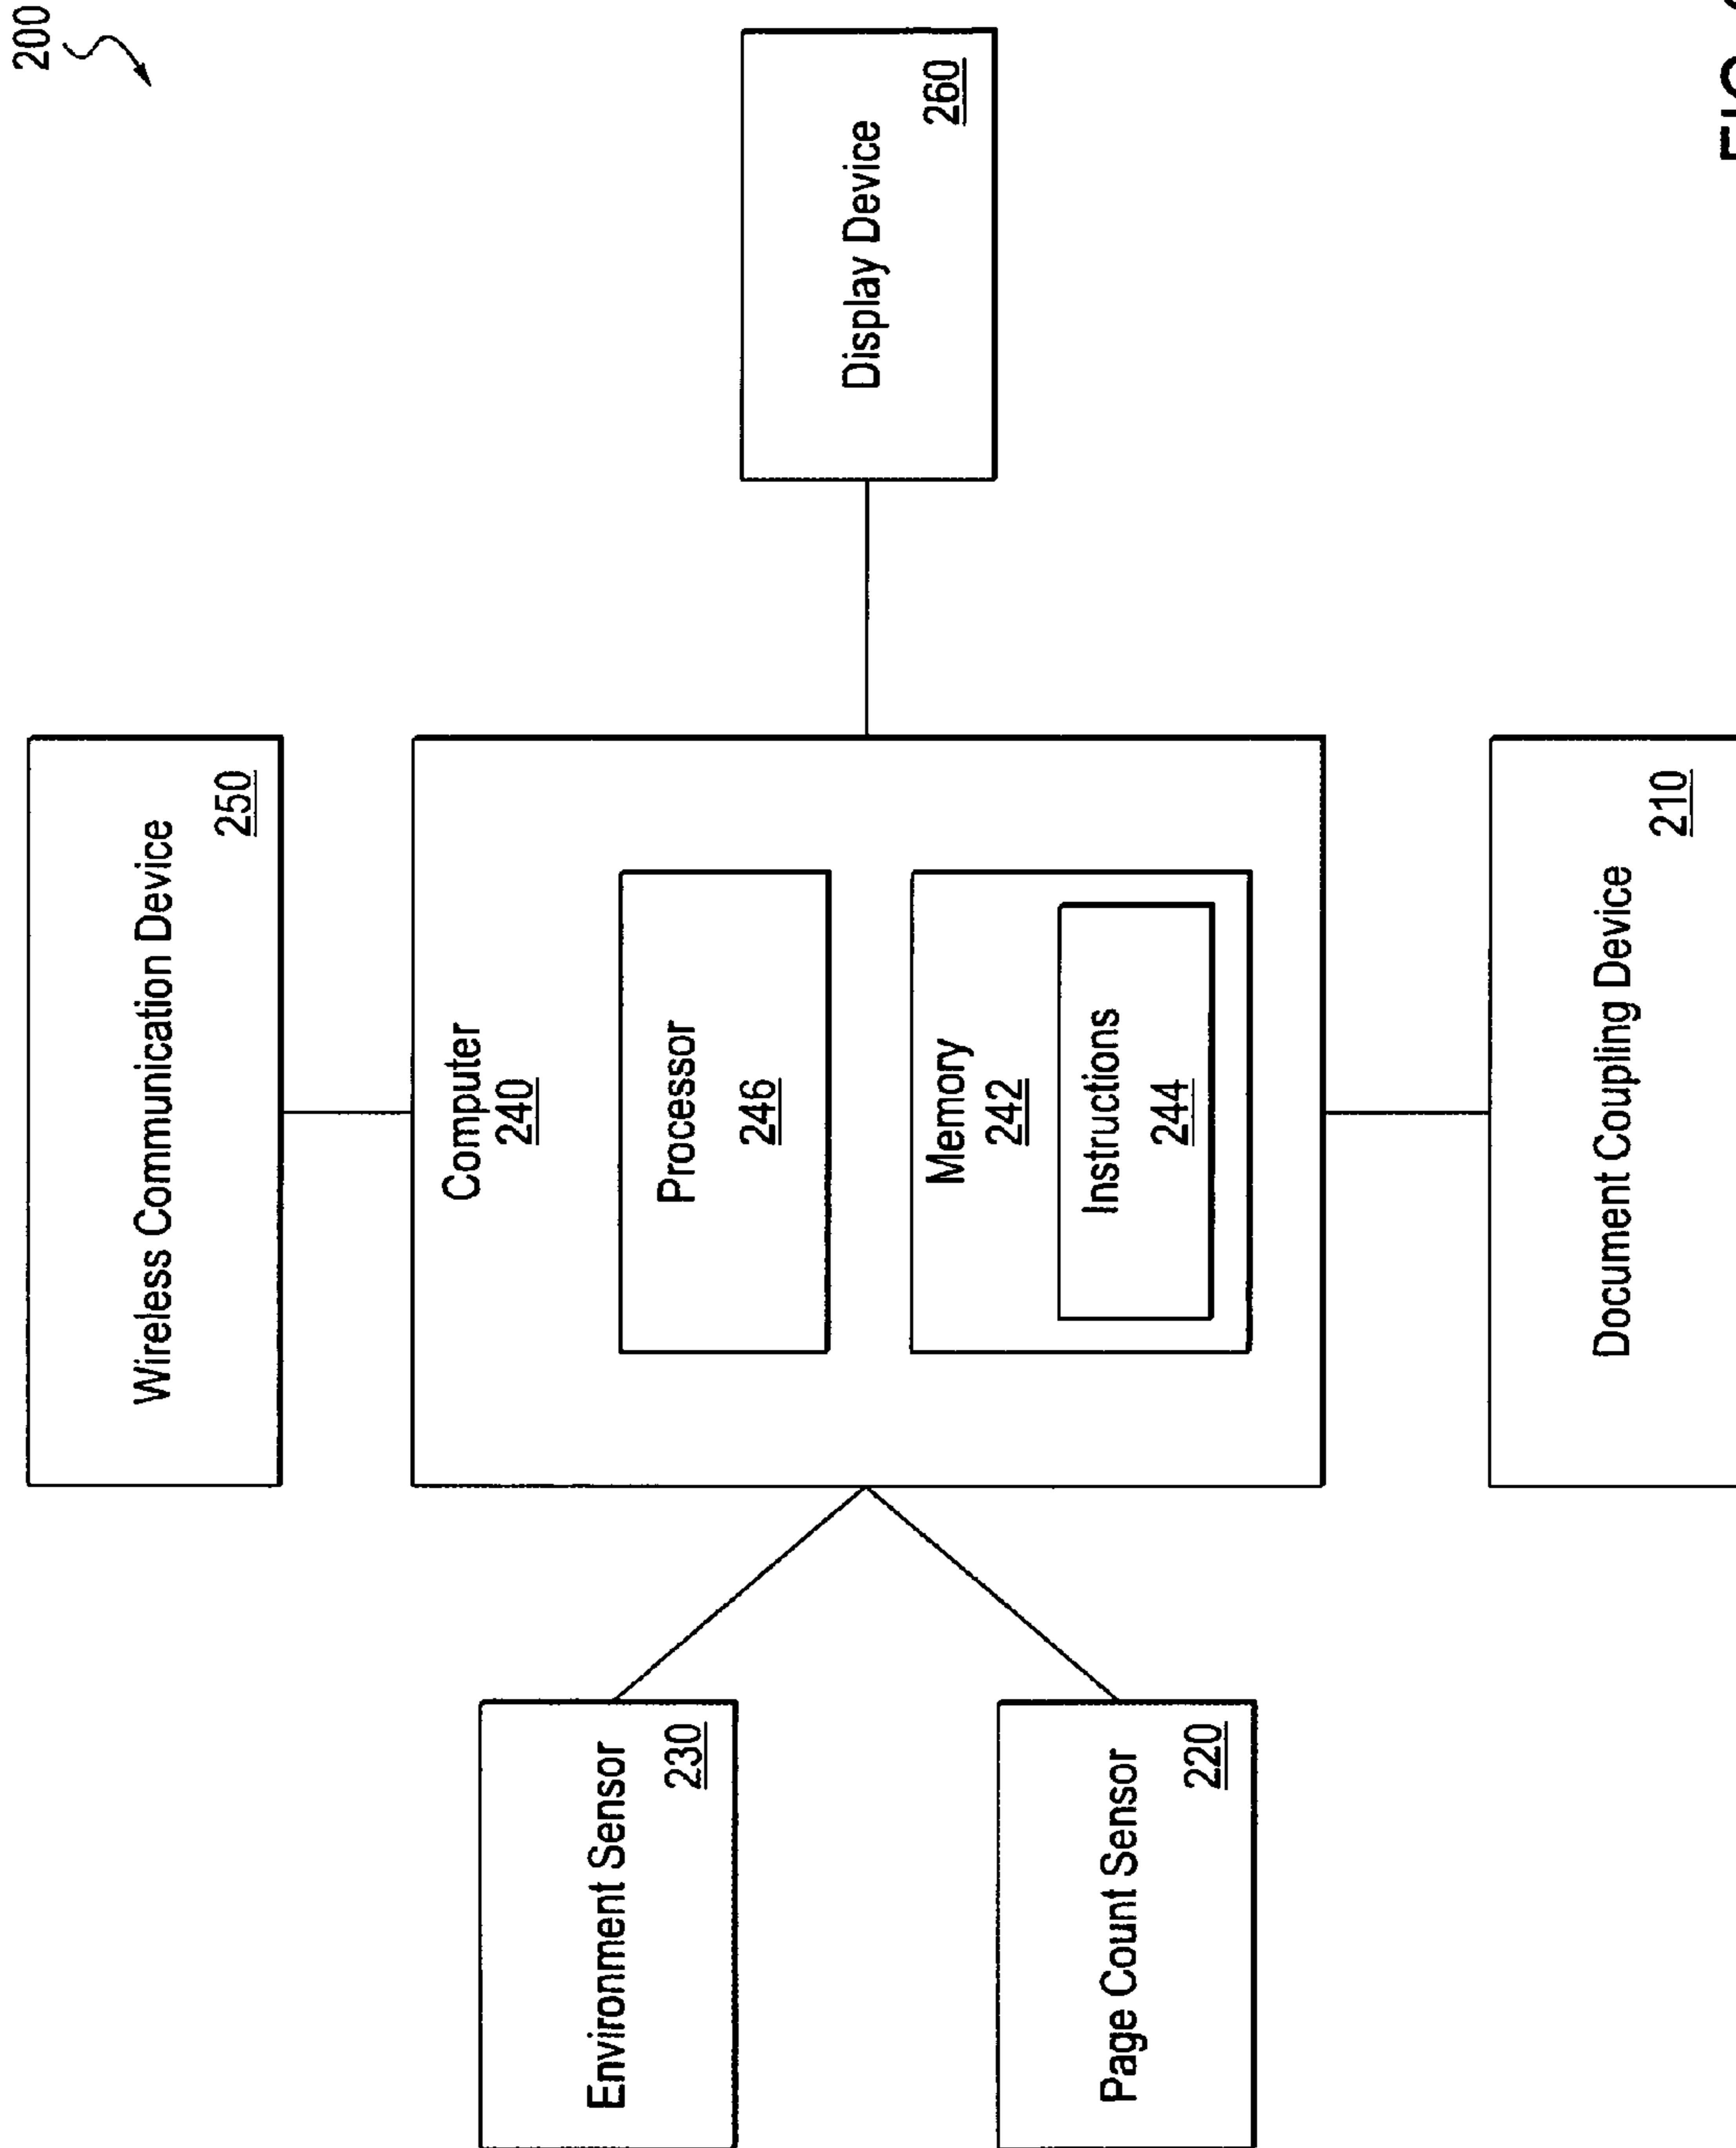 200
Wireless Communication Device
250
Environment Sensor
230
Computer
240
Processor
246
Memory
242
Instructions
244
Display Device
260
Page Count Sensor
220
Document Coupling Device
210
FIG.